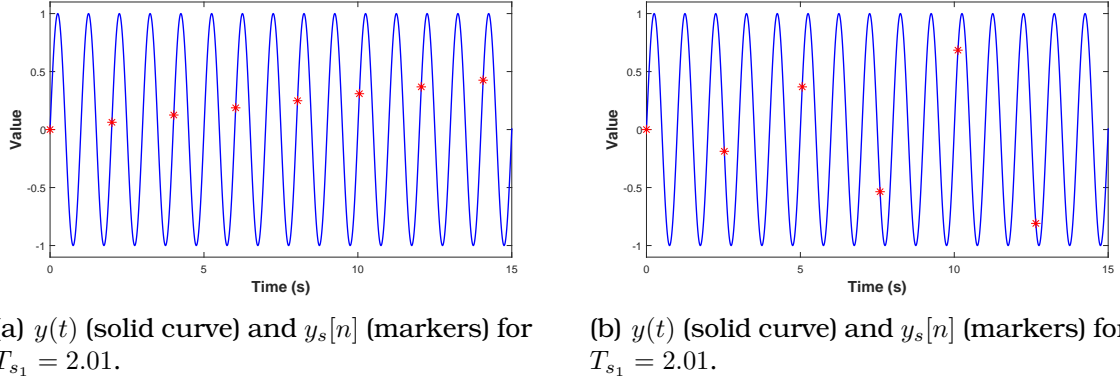 1
0.5
0
-0.5
-1
Value
0
5
10
15
Time (s)
1
0.5
0
-0.5
-1
Value
0
5
10
15
Time (s)
a) y(t) (solid curve) and y_s[n] (markers) for
T_{s_1} = 2.01.
(b) y(t) (solid curve) and y_s[n] (markers) fo
T_{s_1} = 2.01.